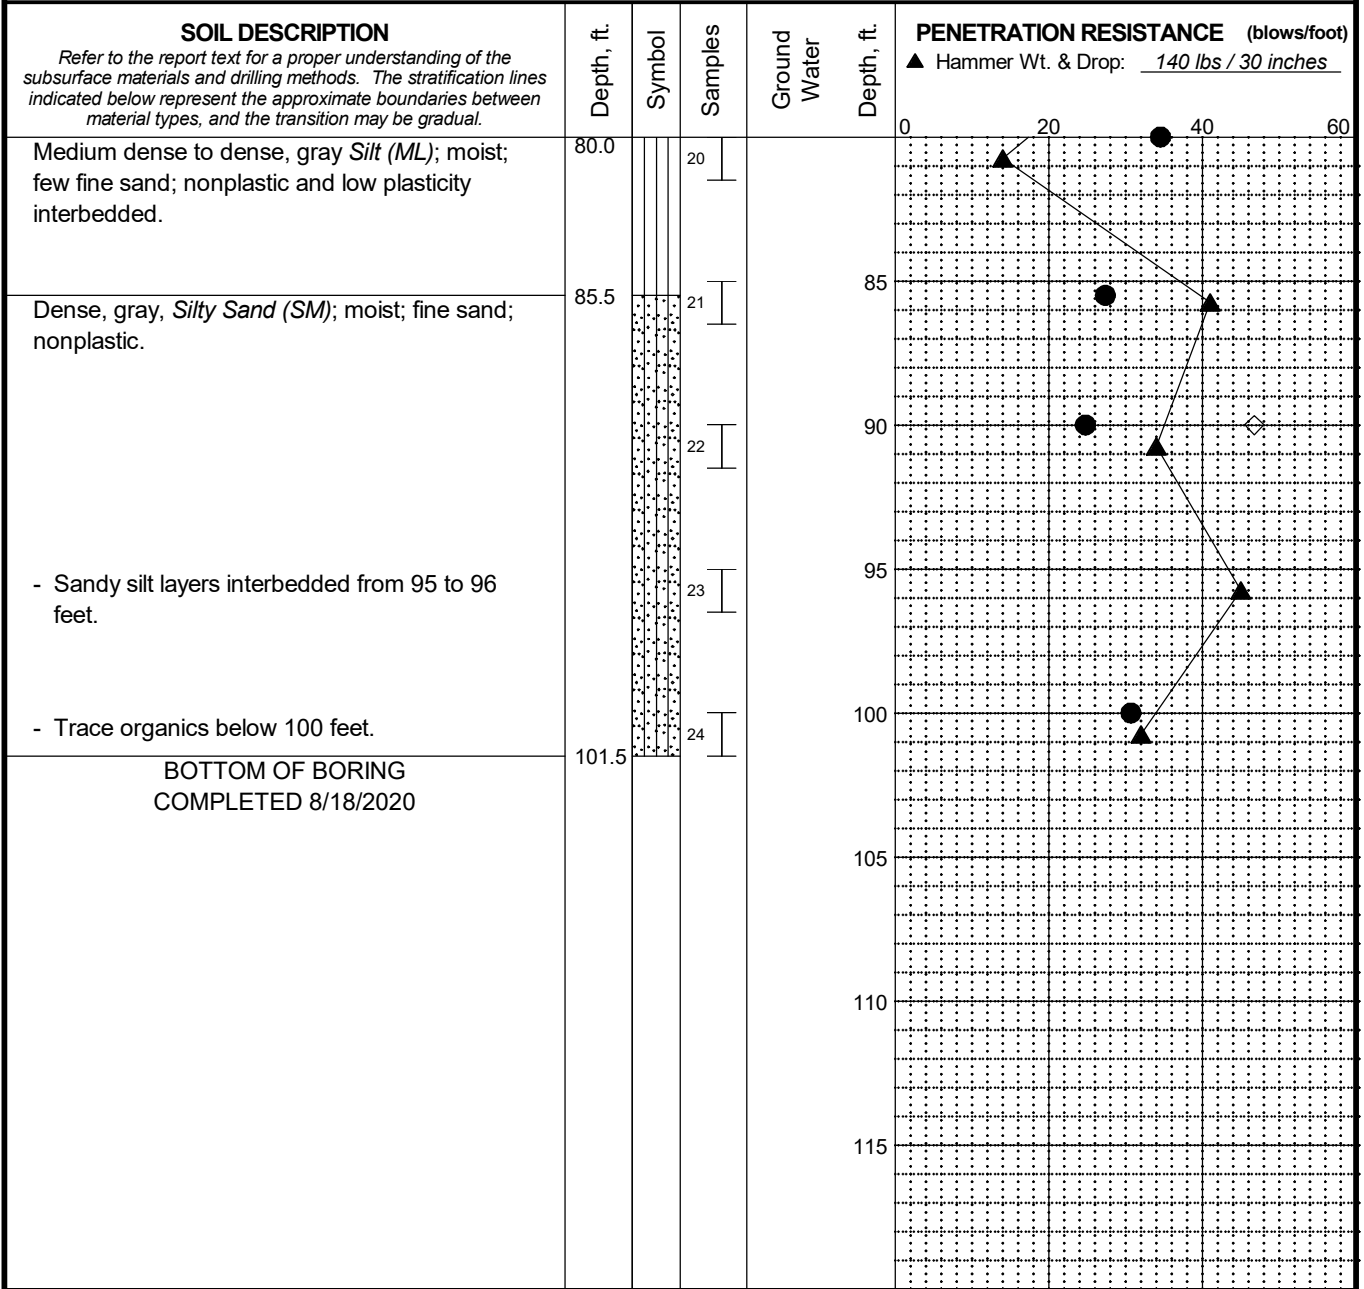 SOIL DESCRIPTION
Refer to the report text for a proper understanding of the
subsurface materials and drilling methods. The stratification lines
indicated below represent the approximate boundaries between
material types, and the transition may be gradual.
Depth, ft.
Symbol
Samples
Ground
Water
Depth, ft.
PENETRATION RESISTANCE (blows/foot)
▲ Hammer Wt. & Drop: 140 lbs / 30 inches
0 20 40 60
Medium dense to dense, gray Silt (ML); moist;
few fine sand; nonplastic and low plasticity
interbedded.
80.0
20
85
85.5
21
Dense, gray, Silty Sand (SM); moist; fine sand;
nonplastic.
90
22
95
- Sandy silt layers interbedded from 95 to 96
feet.
23
100
- Trace organics below 100 feet.
24
101.5
BOTTOM OF BORING
COMPLETED 8/18/2020
105
110
115